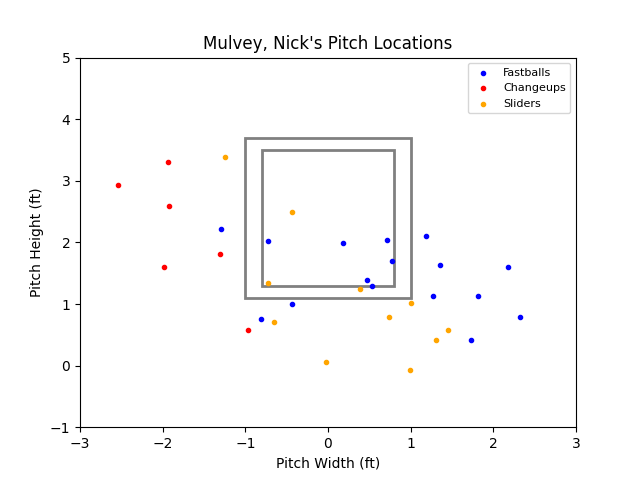 Mulvey, Nick's Pitch Locations
Fastballs
Changeups
Sliders
5
4
3
2
1
0
−1
Pitch Height (ft)
−3 −2 −1 0 1 2 3
Pitch Width (ft)